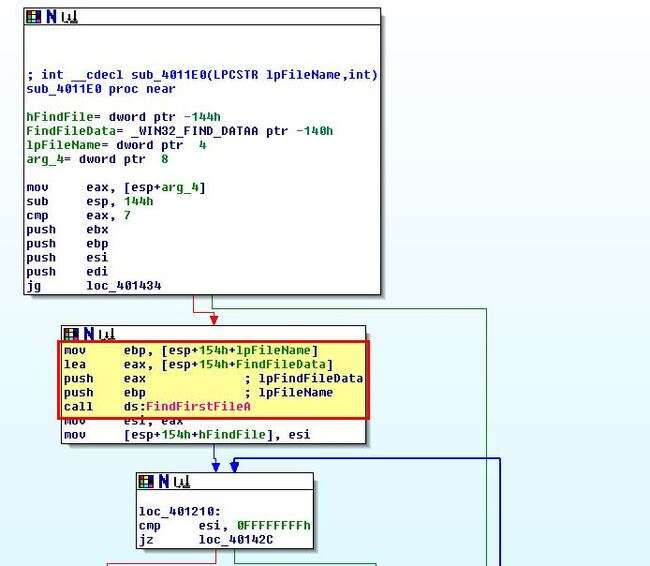 ; int __cdecl sub_4011E0(LPCSTR lpFileName,int)
sub_4011E0 proc near
hFindFile= dword ptr -144h
FindFileData= _WIN32_FIND_DATAA ptr -140h
lpFileName= dword ptr  4
arg_4= dword ptr  8
mov     eax, [esp+arg_4]
sub     esp, 144h
cmp     eax, 7
push    ebx
push    ebp
push    esi
push    edi
jg      loc_401434
mov     ebp, [esp+154h+lpFileName]
lea     eax, [esp+154h+FindFileData]
push    eax             ; lpFindFileData
push    ebp             ; lpFileName
call    ds:FindFirstFileA
mov     esi, eax
mov     [esp+154h+hFindFile], esi
loc_401210:
cmp     esi, 0FFFFFFFFh
jz      loc_40142C